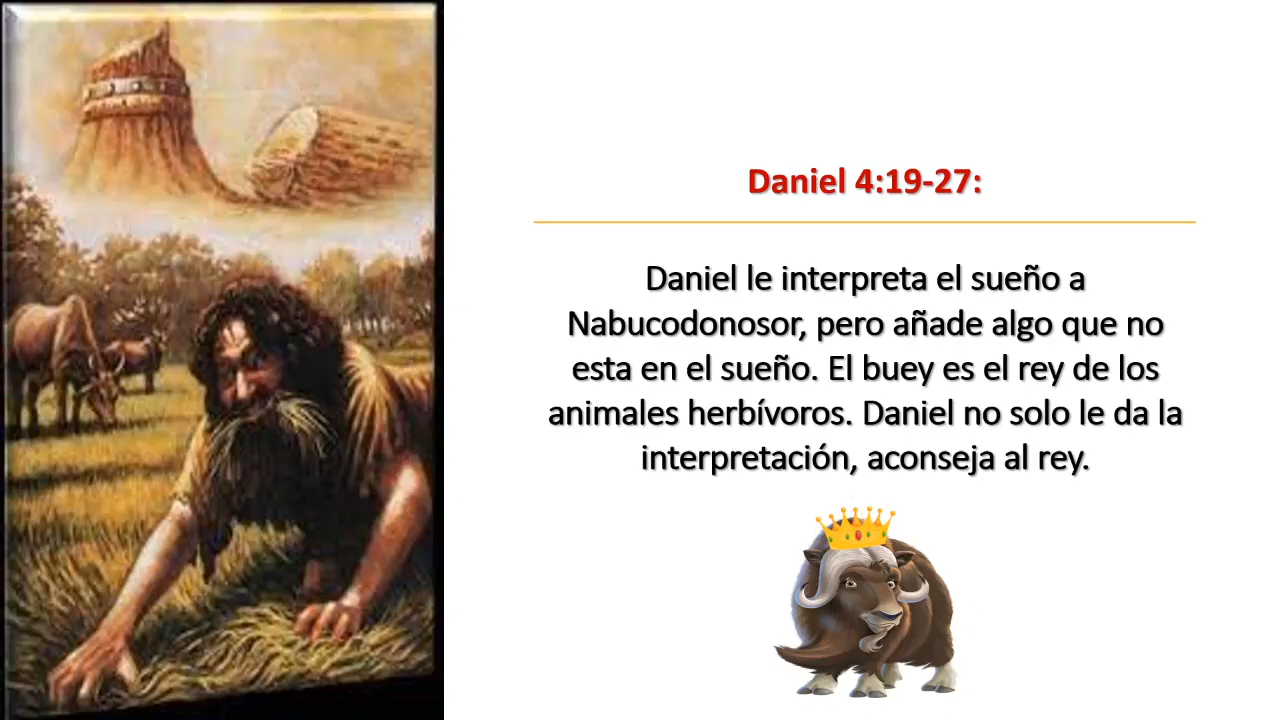 Daniel 4:19-27:
Daniel le interpreta el sueño a
Nabucodonosor, pero añade algo que no
esta en el sueño. El buey es el rey de los
animales herbívoros. Daniel no solo le da la
interpretación, aconseja al rey.